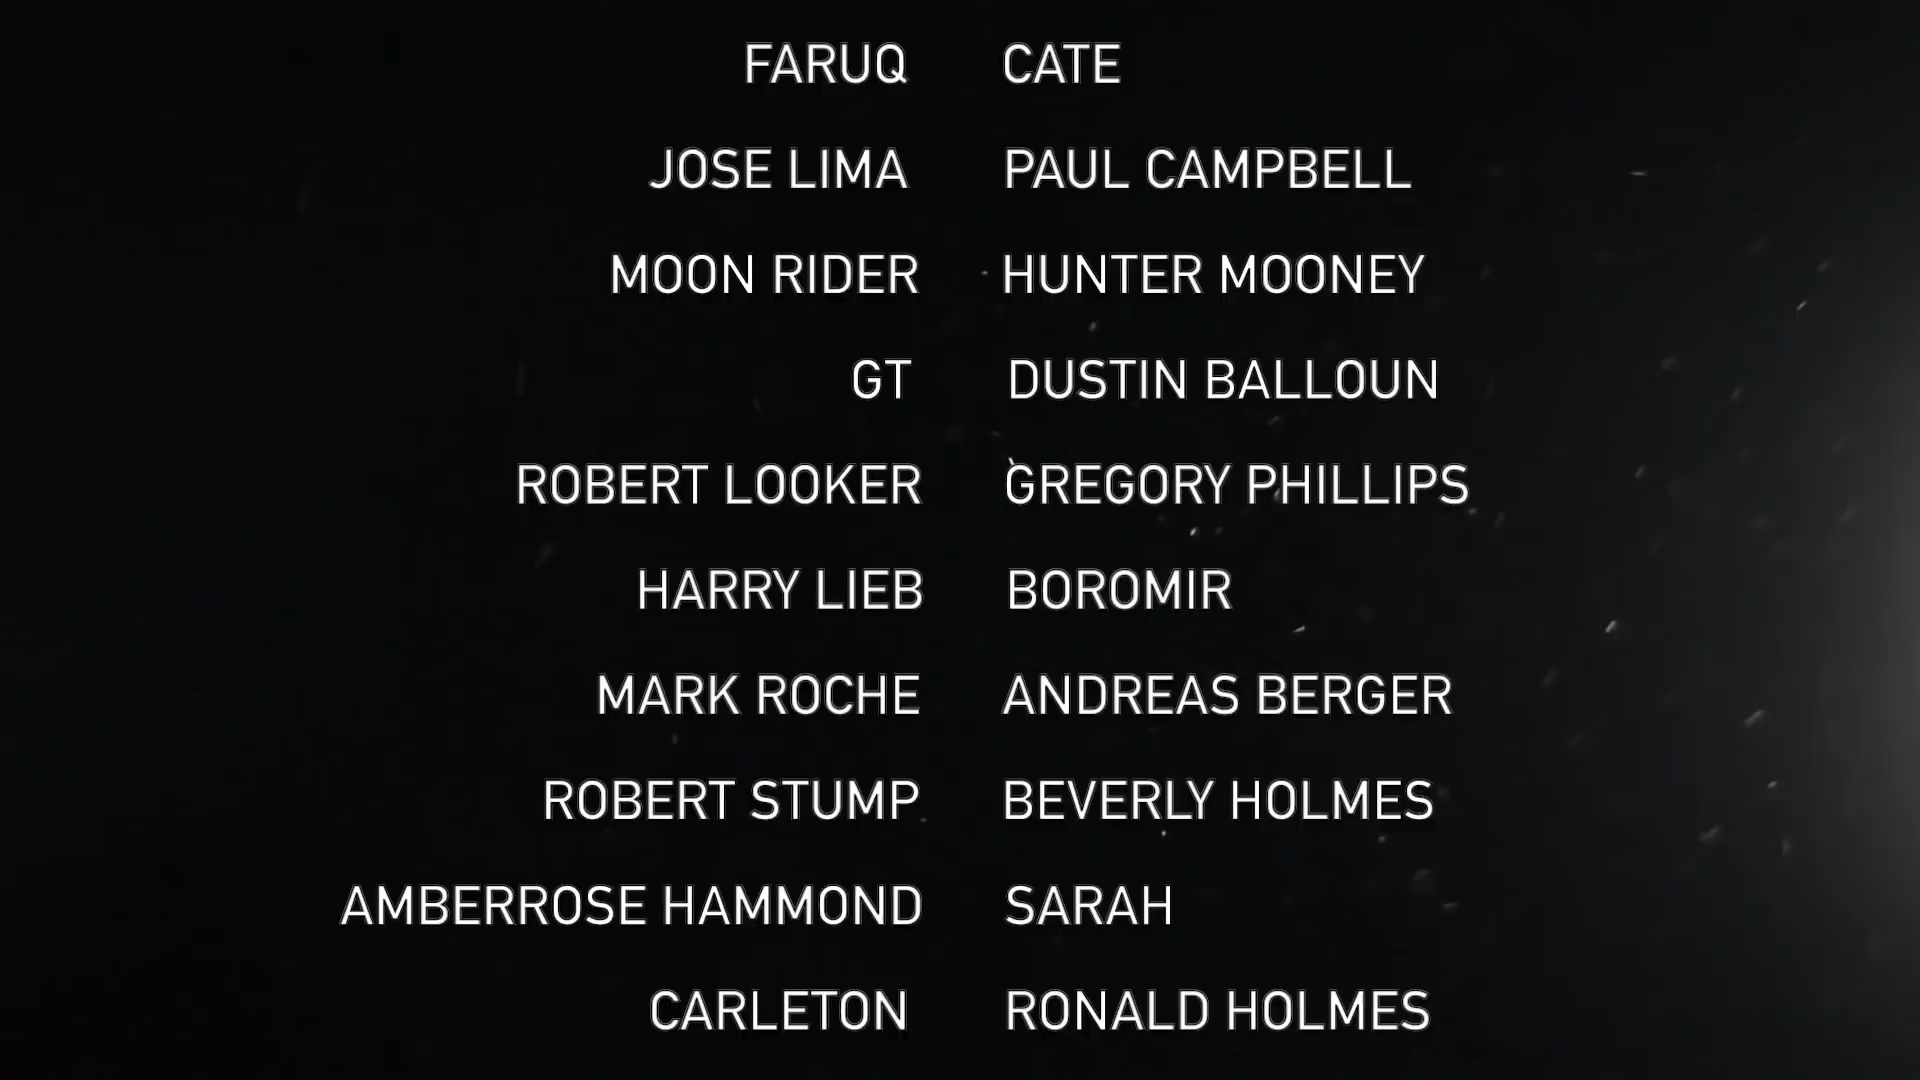 FARUQ CATE
JOSE LIMA PAUL CAMPBELL
MOON RIDER HUNTER MOONEY
GT DUSTIN BALLOUN
ROBERT LOOKER GREGORY PHILLIPS
HARRY LIEB BOROMIR
MARK ROCHE ANDREAS BERGER
ROBERT STUMP BEVERLY HOLMES
AMBERROSE HAMMOND SARAH
CARLETON RONALD HOLMES